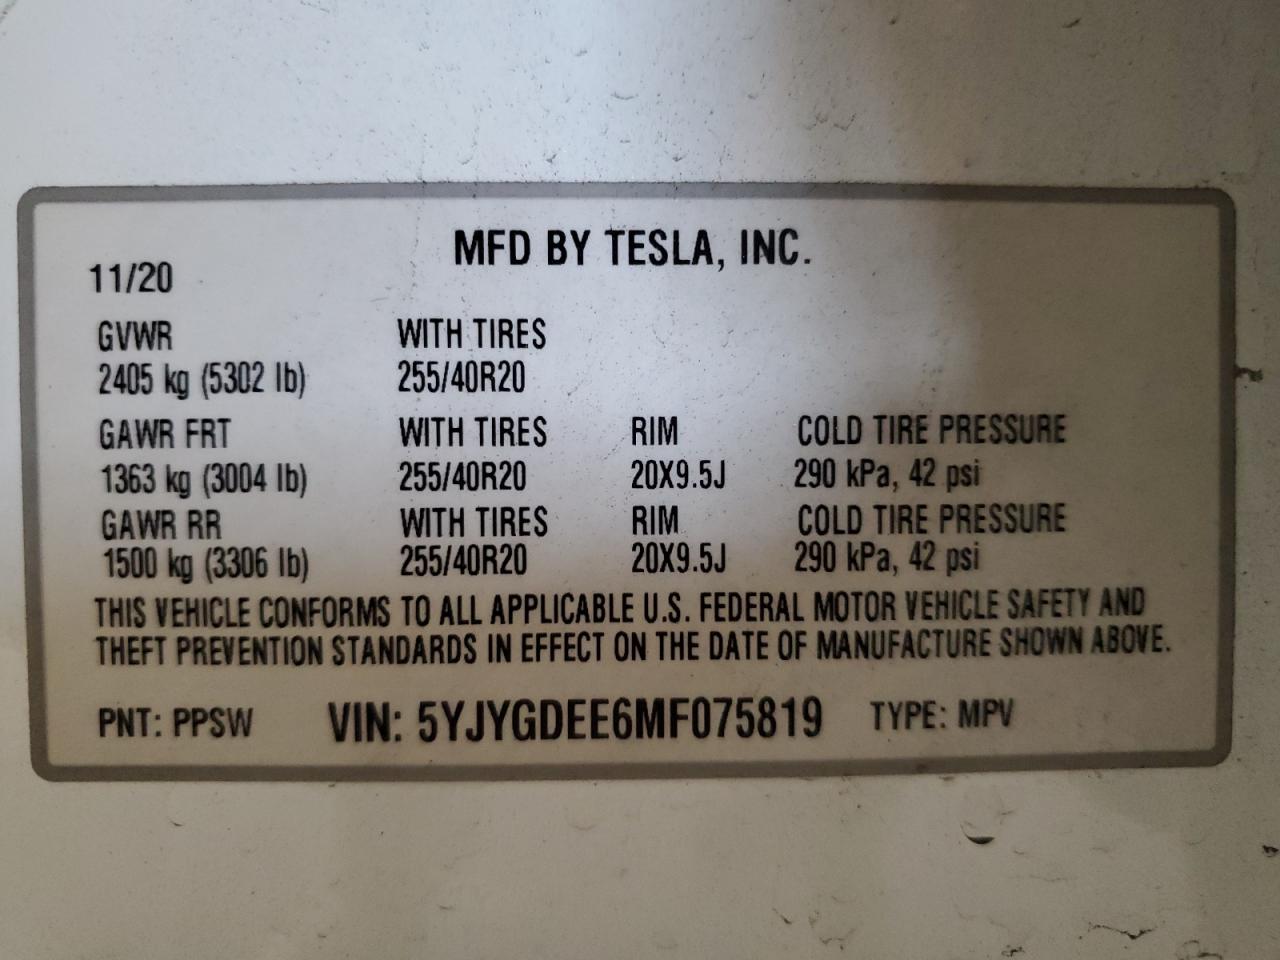 MFD BY TESLA, INC.
11/20
GVWR WITH TIRES
2405 kg (5302 lb) 255/40R20
GAWR FRT WITH TIRES RIM COLD TIRE PRESSURE
1363 kg (3004 lb) 255/40R20 20X9.5J 290 kPa, 42 psi
GAWR RR WITH TIRES RIM COLD TIRE PRESSURE
1500 kg (3306 lb) 255/40R20 20X9.5J 290 kPa, 42 psi
THIS VEHICLE CONFORMS TO ALL APPLICABLE U.S. FEDERAL MOTOR VEHICLE SAFETY AND
THEFT PREVENTION STANDARDS IN EFFECT ON THE DATE OF MANUFACTURE SHOWN ABOVE.
PNT: PPSW VIN: 5YJYGDEE6MF075819 TYPE: MPV